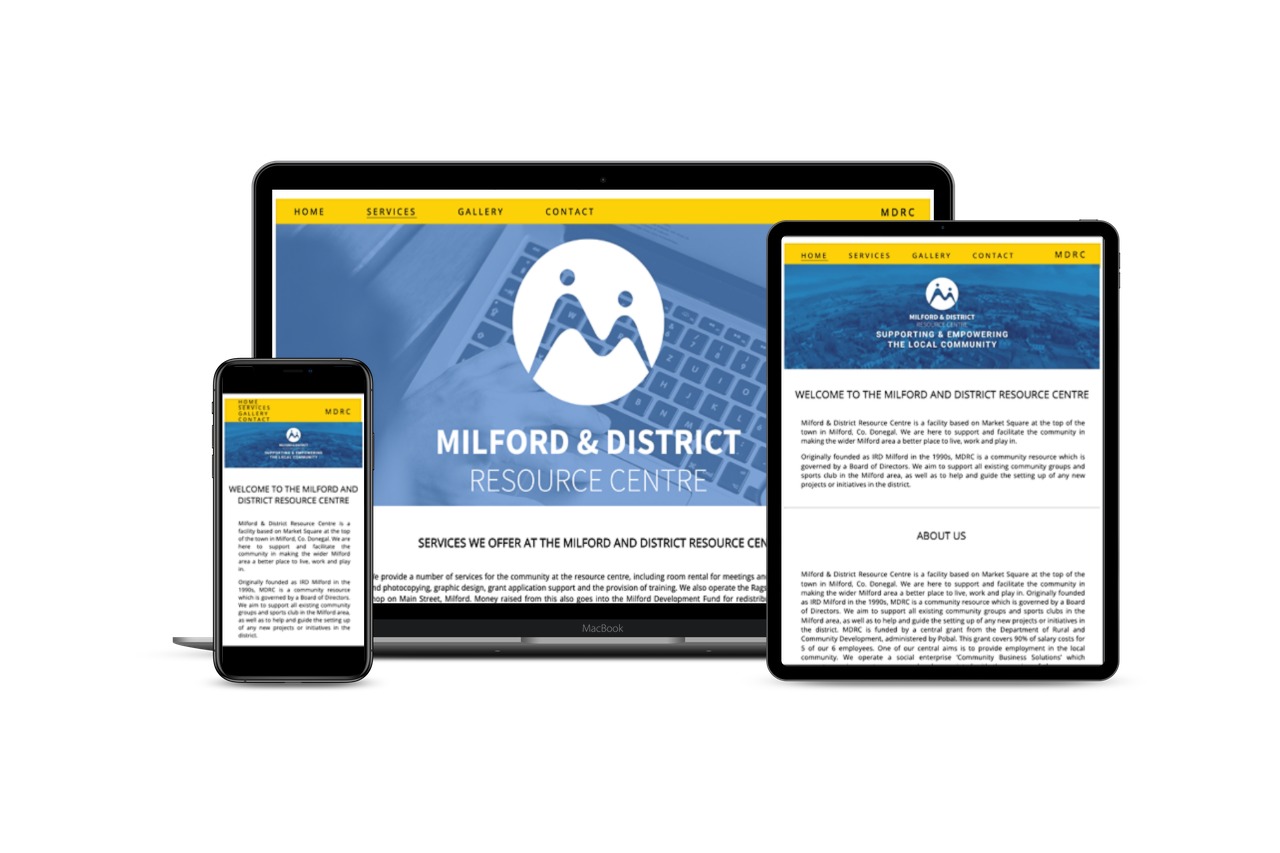 HOME SERVICES GALLERY CONTACT MDRC
MILFORD & DISTRICT
RESOURCE CENTRE
SERVICES WE OFFER AT THE MILFORD AND DISTRICT RESOURCE CEN
e provide a number of services for the community at the resource centre, including room rental for meetings an
nd photocopying, graphic design, grant application support and the provision of training. We also operate the Rags
hop on Main Street, Milford. Money raised from this also goes into the Milford Development Fund for redistrib
MacBook
HOME
SERVICES
GALLERY
CONTACT
MDRC
SUPPORTING & EMPOWERING
THE LOCAL COMMUNITY
WELCOME TO THE MILFORD AND
DISTRICT RESOURCE CENTRE
Milford & District Resource Centre is a
facility based on Market Square at the top
of the town in Milford, Co. Donegal. We are
here to support and facilitate the
community in making the wider Milford
area a better place to live, work and play
in.
Originally founded as IRD Milford in the
1990s, MDRC is a community resource
which is governed by a Board of Directors.
We aim to support all existing community
groups and sports club in the Milford area,
as well as to help and guide the setting up
of any new projects or initiatives in the
district.
HOME SERVICES GALLERY CONTACT MDRC
MILFORD & DISTRICT
RESOURCE CENTRE
SUPPORTING & EMPOWERING
THE LOCAL COMMUNITY
WELCOME TO THE MILFORD AND DISTRICT RESOURCE CENTRE
Milford & District Resource Centre is a facility based on Market Square at the top of the
town in Milford, Co. Donegal. We are here to support and facilitate the community in
making the wider Milford area a better place to live, work and play in.
Originally founded as IRD Milford in the 1990s, MDRC is a community resource which is
governed by a Board of Directors. We aim to support all existing community groups and
sports club in the Milford area, as well as to help and guide the setting up of any new
projects or initiatives in the district.
ABOUT US
Milford & District Resource Centre is a facility based on Market Square at the top of the
town in Milford, Co. Donegal. We are here to support and facilitate the community in
making the wider Milford area a better place to live, work and play in. Originally founded
as IRD Milford in the 1990s, MDRC is a community resource which is governed by a Board
of Directors. We aim to support all existing community groups and sports clubs in the
Milford area, as well as to help and guide the setting up of any new projects or initiatives in
the district. MDRC is funded by a central grant from the Department of Rural and
Community Development, administered by Pobal. This grant covers 90% of salary costs for
5 of our 6 employees. One of our central aims is to provide employment in the local
community. We operate a social enterprise 'Community Business Solutions' which